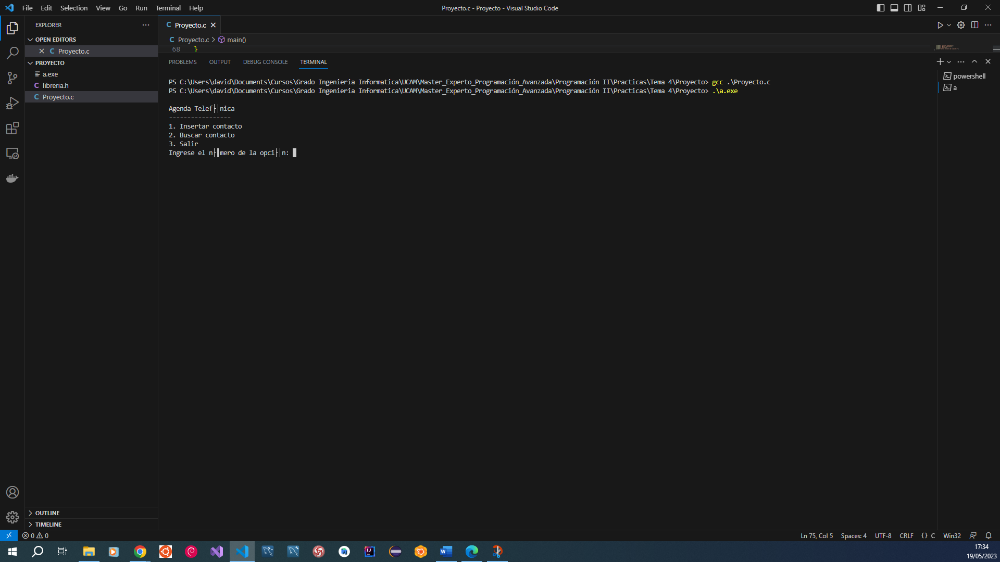 File Edit Selection View Go Run Terminal Help
Proyecto.c - Proyecto - Visual Studio Code
EXPLORER
OPEN EDITORS
C Proyecto.c
PROYECTO
a.exe
C libreria.h
C Proyecto.c
OUTLINE
TIMELINE
C Proyecto.c
C Proyecto.c > main()
68 }
PROBLEMS OUTPUT DEBUG CONSOLE TERMINAL
PS C:\Users\david\Documents\Cursos\Grado Ingenieria Informatica\UCAM\Master_Experto_Programación_Avanzada\Programación II\Practicas\Tema 4\Proyecto> gcc .\Proyecto.c
PS C:\Users\david\Documents\Cursos\Grado Ingenieria Informatica\UCAM\Master_Experto_Programación_Avanzada\Programación II\Practicas\Tema 4\Proyecto> .\a.exe
Agenda Telef├│nica
-----------------
1. Insertar contacto
2. Buscar contacto
3. Salir
Ingrese el n├║mero de la opci├│n:
powershell
a
0 0
Ln 75, Col 5 Spaces: 4 UTF-8 CRLF {} C Win32
17:34
19/05/2023